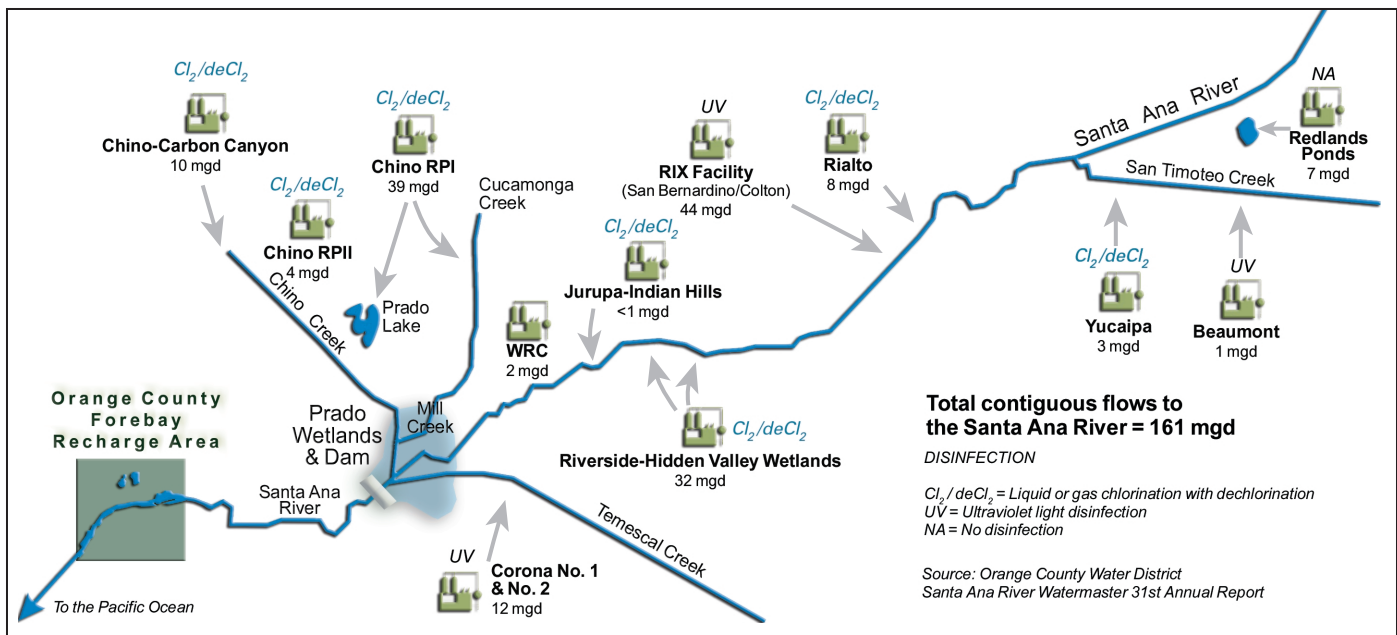 Cl2/deCl2
Chino-Carbon Canyon
10 mgd
Cl2/deCl2
Chino RPII
4 mgd
Cl2/deCl2
Chino RPI
39 mgd
Cucamonga
Creek
Chino Creek
Prado
Lake
UV
RIX Facility
(San Bernardino/Colton)
44 mgd
Cl2/deCl2
Rialto
8 mgd
Santa Ana River
NA
Redlands
Ponds
7 mgd
San Timoteo Creek
Cl2/deCl2
Jurupa-Indian Hills
<1 mgd
WRC
2 mgd
Cl2/deCl2
Yucaipa
3 mgd
UV
Beaumont
1 mgd
Orange County
Forebay
Recharge Area
Prado
Wetlands
& Dam
Mill
Creek
Cl2/deCl2
Riverside-Hidden Valley Wetlands
32 mgd
Santa Ana
River
Temescal Creek
UV
Corona No. 1
& No. 2
12 mgd
To the Pacific Ocean
Total contiguous flows to
the Santa Ana River = 161 mgd
DISINFECTION
Cl2 / deCl2 = Liquid or gas chlorination with dechlorination
UV = Ultraviolet light disinfection
NA = No disinfection
Source: Orange County Water District
Santa Ana River Watermaster 31st Annual Report